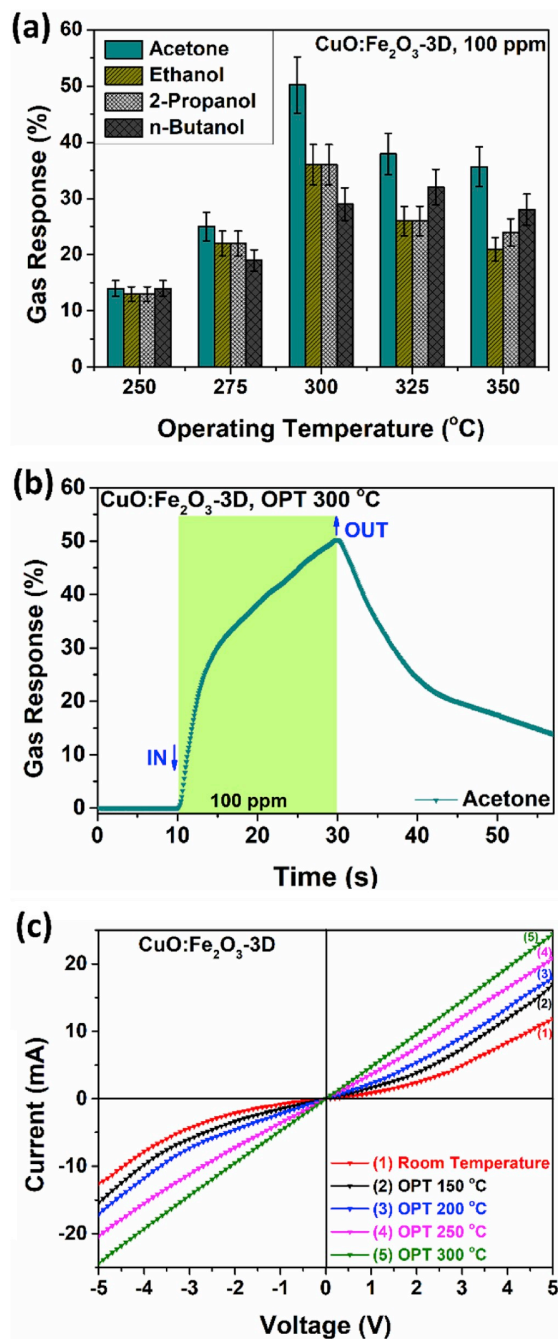 (a)
CuO:Fe₂O₃-3D, 100 ppm
Acetone
Ethanol
2-Propanol
n-Butanol
Gas Response (%)
60
50
40
30
20
10
0
250 275 300 325 350
Operating Temperature (°C)
(b)
CuO:Fe₂O₃-3D, OPT 300 °C
OUT
IN
100 ppm
Acetone
Gas Response (%)
60
50
40
30
20
10
0
0 10 20 30 40 50
Time (s)
(c)
CuO:Fe₂O₃-3D
(5)
(4)
(3)
(2)
(1)
Current (mA)
20
10
0
-10
-20
(1) Room Temperature
(2) OPT 150 °C
(3) OPT 200 °C
(4) OPT 250 °C
(5) OPT 300 °C
-5 -4 -3 -2 -1 0 1 2 3 4 5
Voltage (V)